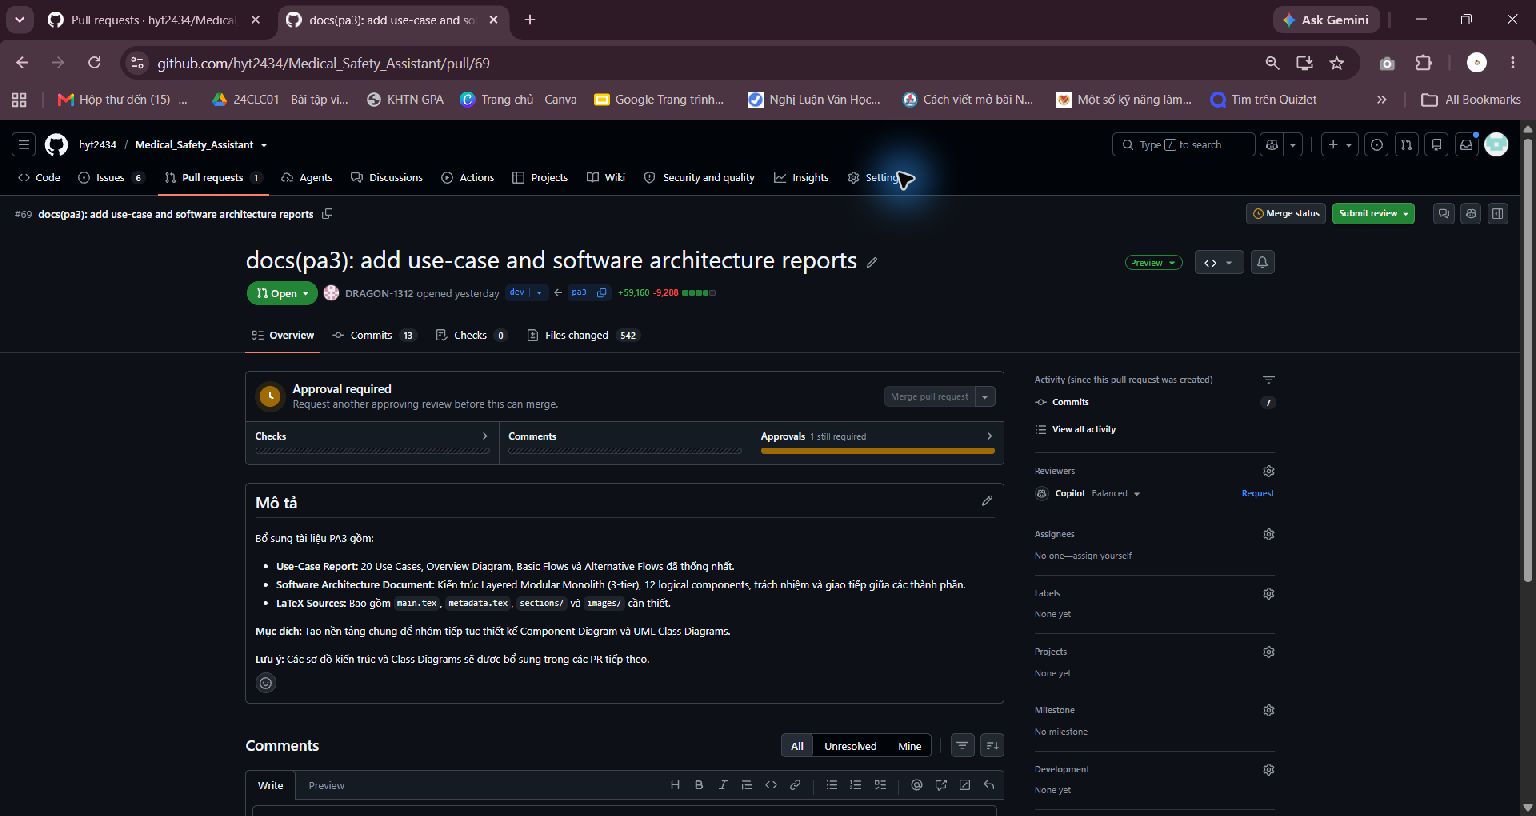 Pull requests · hyt2434/Medical
docs(pa3): add use-case and so
Ask Gemini
github.com/hyt2434/Medical_Safety_Assistant/pull/69
Hộp thư đến (15) ...
24CLC01 Bài tập vi...
KHTN GPA
Trang chủ Canva
Google Trang trình...
Nghị Luận Văn Học...
Cách viết mở bài N...
Một số kỹ năng làm...
Tìm trên Quizlet
»
All Bookmarks
hyt2434 / Medical_Safety_Assistant
Type / to search
Code
Issues 6
Pull requests 1
Agents
Discussions
Actions
Projects
Wiki
Security and quality
Insights
Setting
#69 docs(pa3): add use-case and software architecture reports
Merge status
Submit review
docs(pa3): add use-case and software architecture reports
Preview
Open
DRAGON-1312 opened yesterday dev ← pa3 +59,160 -9,208
Overview
Commits 13
Checks 0
Files changed 542
Approval required
Request another approving review before this can merge.
Merge pull request
Checks
Comments
Approvals 1 still required
Mô tả
Bổ sung tài liệu PA3 gồm:
• Use-Case Report: 20 Use Cases, Overview Diagram, Basic Flows và Alternative Flows đã thống nhất.
• Software Architecture Document: Kiến trúc Layered Modular Monolith (3-tier), 12 logical components, trách nhiệm và giao tiếp giữa các thành phần.
• LaTeX Sources: Bao gồm main.tex, metadata.tex, sections/ và images/ cần thiết.
Mục đích: Tạo nền tảng chung để nhóm tiếp tục thiết kế Component Diagram và UML Class Diagrams.
Lưu ý: Các sơ đồ kiến trúc và Class Diagrams sẽ được bổ sung trong các PR tiếp theo.
Comments
All
Unresolved
Mine
Write
Preview
Activity (since this pull request was created)
Commits 7
View all activity
Reviewers
Copilot Balanced
Request
Assignees
No one—assign yourself
Labels
None yet
Projects
None yet
Milestone
No milestone
Development
None yet